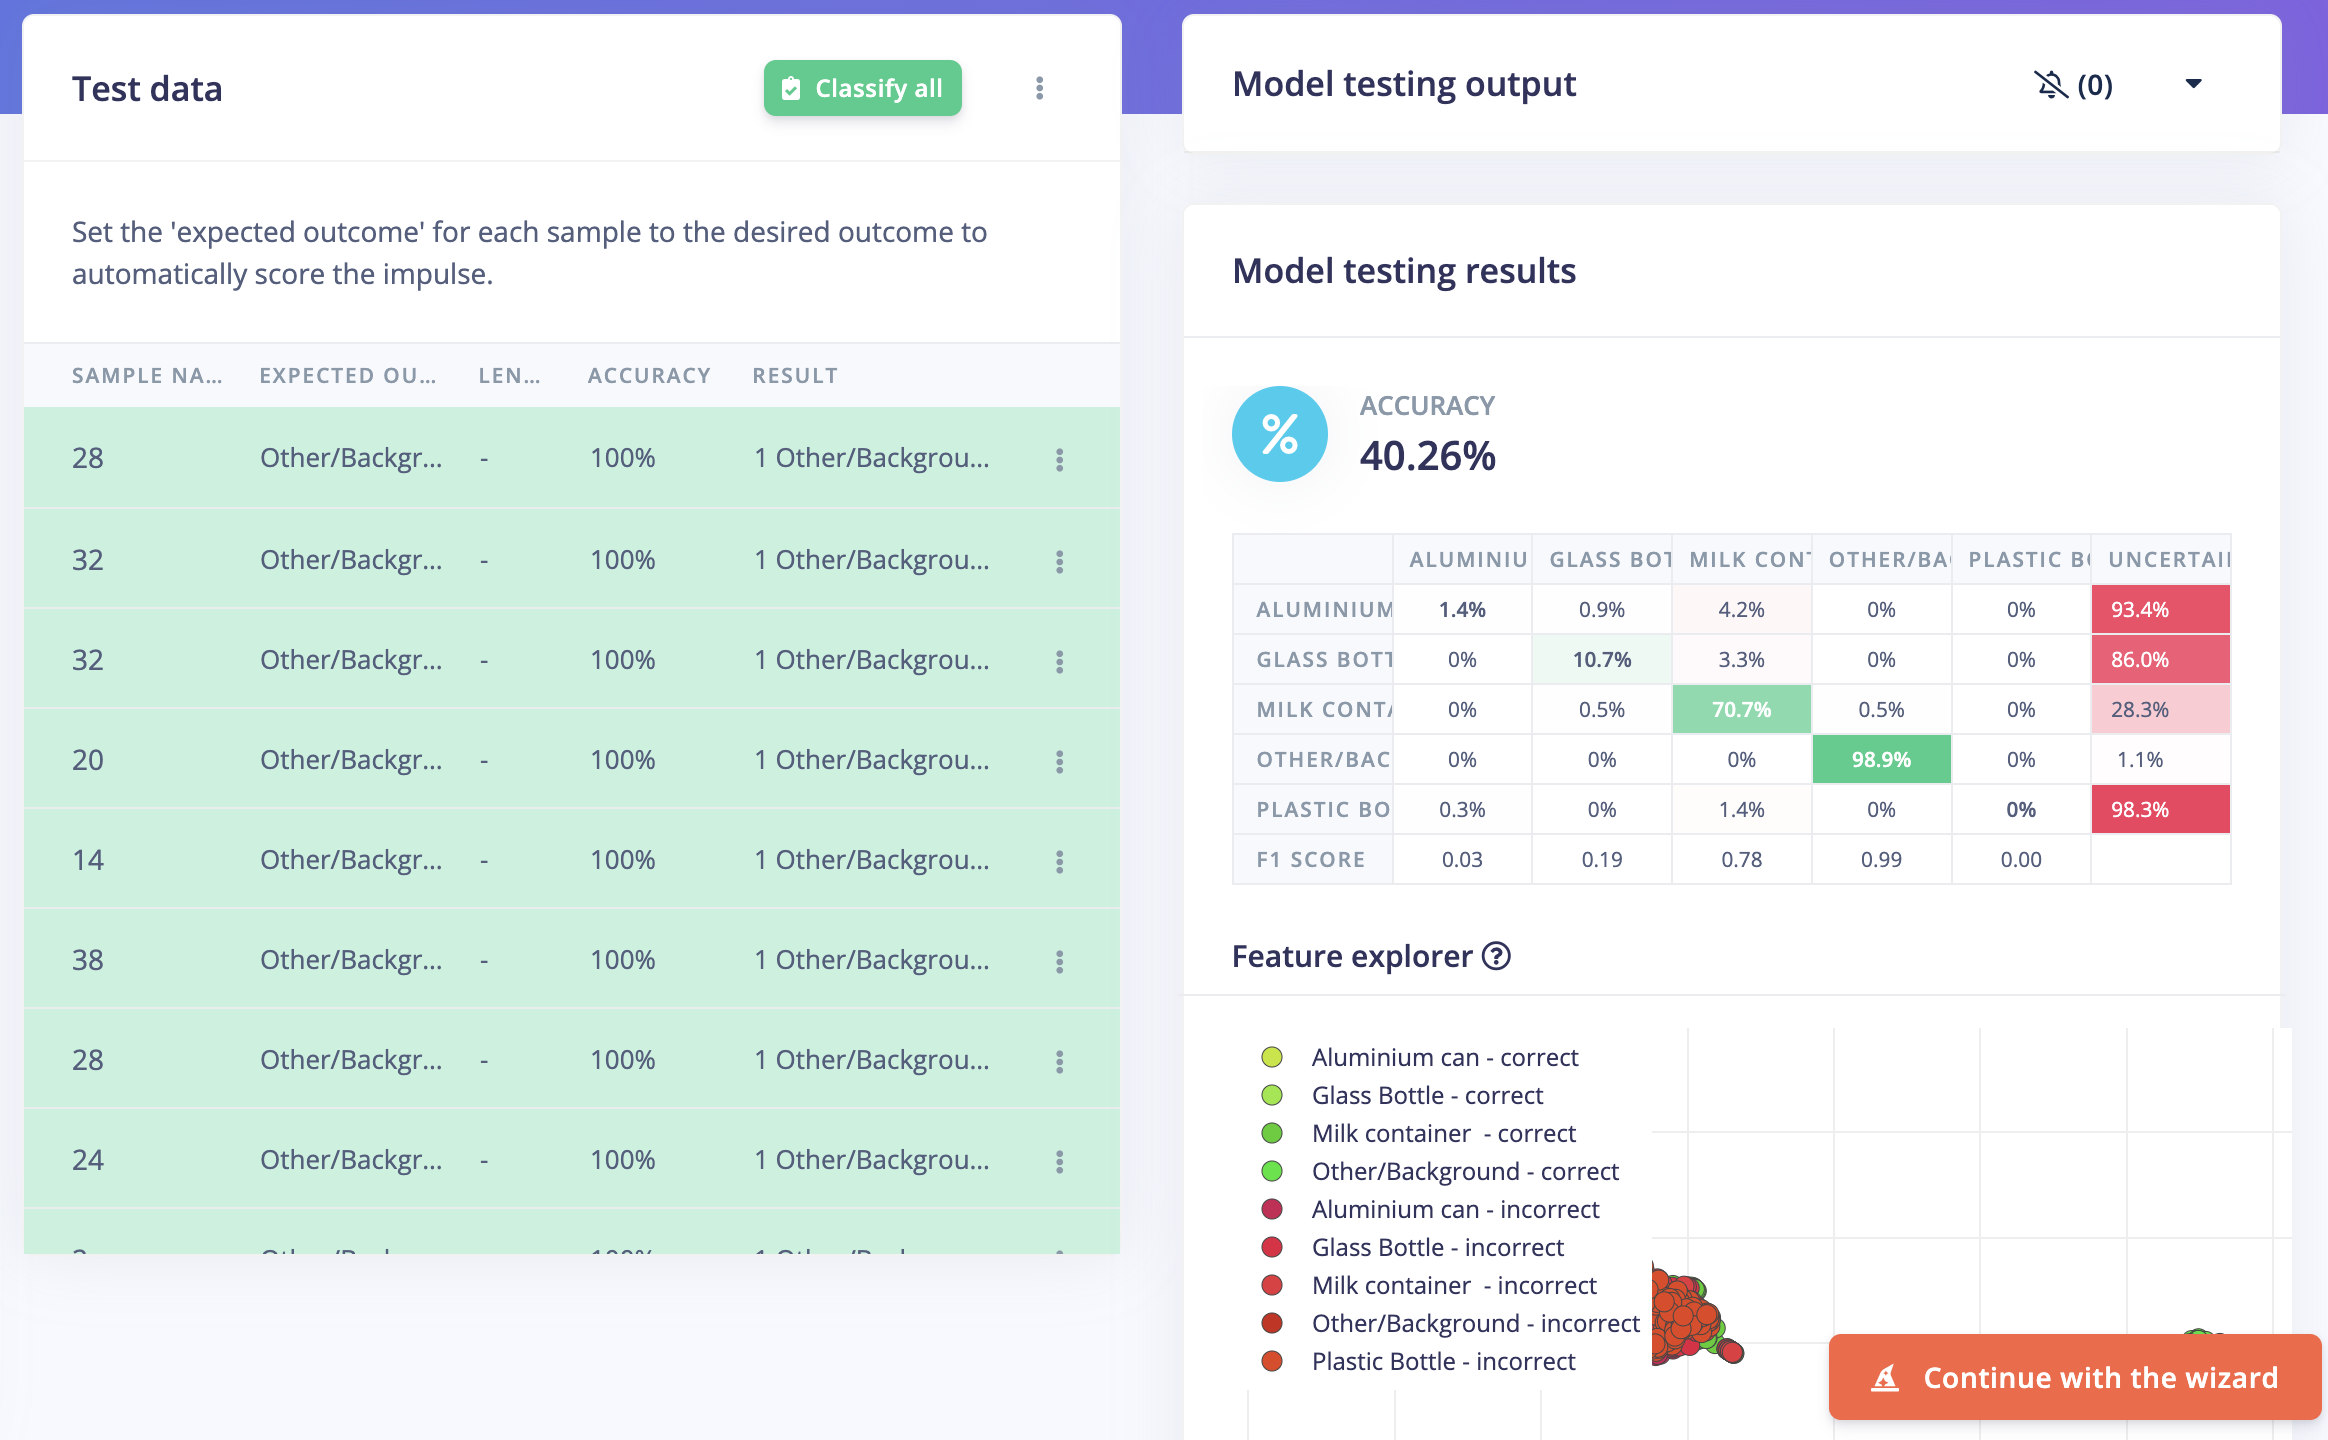 Test data
Classify all
Set the 'expected outcome' for each sample to the desired outcome to
automatically score the impulse.
SAMPLE NA... EXPECTED OU... LEN... ACCURACY RESULT
28 Other/Backgr... - 100% 1 Other/Backgrou...
32 Other/Backgr... - 100% 1 Other/Backgrou...
32 Other/Backgr... - 100% 1 Other/Backgrou...
20 Other/Backgr... - 100% 1 Other/Backgrou...
14 Other/Backgr... - 100% 1 Other/Backgrou...
38 Other/Backgr... - 100% 1 Other/Backgrou...
28 Other/Backgr... - 100% 1 Other/Backgrou...
24 Other/Backgr... - 100% 1 Other/Backgrou...
Model testing output
(0)
Model testing results
%
ACCURACY
40.26%
ALUMINIU GLASS BOT MILK CONT OTHER/BA PLASTIC B UNCERTAI
ALUMINIUM 1.4% 0.9% 4.2% 0% 0% 93.4%
GLASS BOTT 0% 10.7% 3.3% 0% 0% 86.0%
MILK CONTA 0% 0.5% 70.7% 0.5% 0% 28.3%
OTHER/BAC 0% 0% 0% 98.9% 0% 1.1%
PLASTIC BO 0.3% 0% 1.4% 0% 0% 98.3%
F1 SCORE 0.03 0.19 0.78 0.99 0.00
Feature explorer ?
Aluminium can - correct
Glass Bottle - correct
Milk container - correct
Other/Background - correct
Aluminium can - incorrect
Glass Bottle - incorrect
Milk container - incorrect
Other/Background - incorrect
Plastic Bottle - incorrect
Continue with the wizard